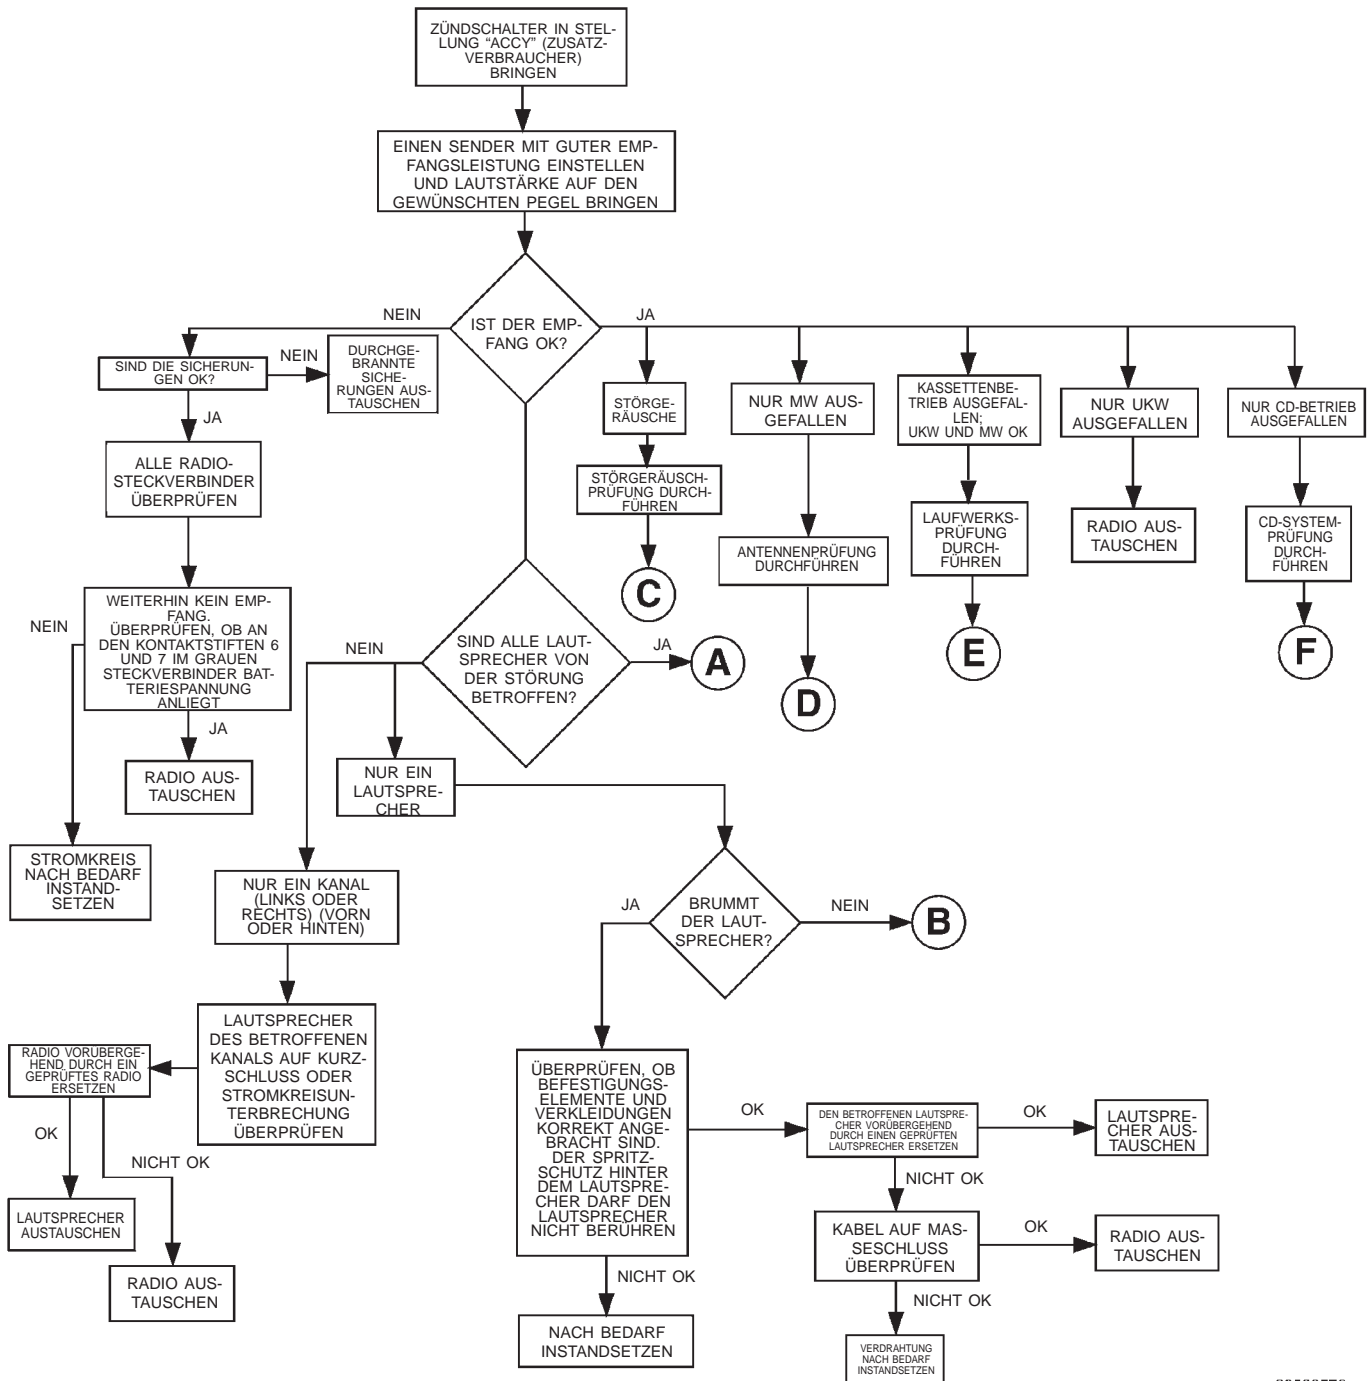 ZÜNDSCHALTER IN STEL-
LUNG “ACCY” (ZUSATZ-
VERBRAUCHER)
BRINGEN
EINEN SENDER MIT GUTER EMP-
FANGSLEISTUNG EINSTELLEN
UND LAUTSTÄRKE AUF DEN
GEWÜNSCHTEN PEGEL BRINGEN
IST DER EMP-
FANG OK?
NEIN
JA
SIND DIE SICHERUN-
GEN OK?
NEIN
DURCHGE-
BRANNTE
SICHE-
RUNGEN AUS-
TAUSCHEN
JA
ALLE RADIO-
STECKVERBINDER
ÜBERPRÜFEN
WEITERHIN KEIN EMP-
FANG.
ÜBERPRÜFEN, OB AN
DEN KONTAKTSTIFTEN 6
UND 7 IM GRAUEN
STECKVERBINDER BAT-
TERIESPANNUNG
ANLIEGT
NEIN
JA
RADIO AUS-
TAUSCHEN
STROMKREIS
NACH BEDARF
INSTAND-
SETZEN
STÖRGE-
RÄUSCHE
STÖRGERÄUSCH-
PRÜFUNG DURCH-
FÜHREN
C
NUR MW AUS-
GEFALLEN
ANTENNENPRÜFUNG
DURCHFÜHREN
D
KASSETTENBE-
TRIEB AUSGEFAL-
LEN;
UKW UND MW OK
LAUFWERKS-
PRÜFUNG
DURCH-
FÜHREN
E
NUR UKW
AUSGEFALLEN
RADIO AUS-
TAUSCHEN
NUR CD-BETRIEB
AUSGEFALLEN
CD-SYSTEM-
PRÜFUNG
DURCH-
FÜHREN
F
SIND ALLE LAUT-
SPRECHER VON
DER STÖRUNG
BETROFFEN?
NEIN
JA
A
NUR EIN
LAUTSPRE-
CHER
NUR EIN KANAL
(LINKS ODER
RECHTS) (VORN
ODER HINTEN)
LAUTSPRECHER
DES BETROFFENEN
KANALS AUF KURZ-
SCHLUSS ODER
STROMKREISUN-
TERBRECHUNG
ÜBERPRÜFEN
RADIO VORÜBERGE-
HEND DURCH EIN
GEPRÜFTES RADIO
ERSETZEN
OK
NICHT OK
LAUTSPRECHER
AUSTAUSCHEN
RADIO AUS-
TAUSCHEN
BRUMMT
DER LAUT-
SPRECHER?
JA
NEIN
B
ÜBERPRÜFEN, OB
BEFESTIGUNGS-
ELEMENTE UND
VERKLEIDUNGEN
KORREKT ANGE-
BRACHT SIND.
DER SPRITZ-
SCHUTZ HINTER
DEM LAUTSPRE-
CHER DARF DEN
LAUTSPRECHER
NICHT BERÜHREN
OK
NICHT OK
NACH BEDARF
INSTANDSETZEN
DEN BETROFFENEN LAUTSPRE-
CHER VORÜBERGEHEND
DURCH EINEN GEPRÜFTEN
LAUTSPRECHER ERSETZEN
OK
LAUTSPRE-
CHER AUS-
TAUSCHEN
NICHT OK
KABEL AUF MAS-
SESCHLUSS
ÜBERPRÜFEN
OK
RADIO AUS-
TAUSCHEN
NICHT OK
VERDRAHTUNG
NACH BEDARF
INSTANDSETZEN